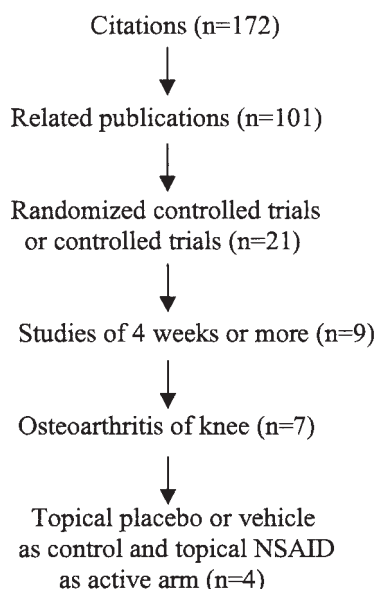 Citations (n=172)
Related publications (n=101)
Randomized controlled trials
or controlled trials (n=21)
Studies of 4 weeks or more (n=9)
Osteoarthritis of knee (n=7)
Topical placebo or vehicle
as control and topical NSAID
as active arm (n=4)